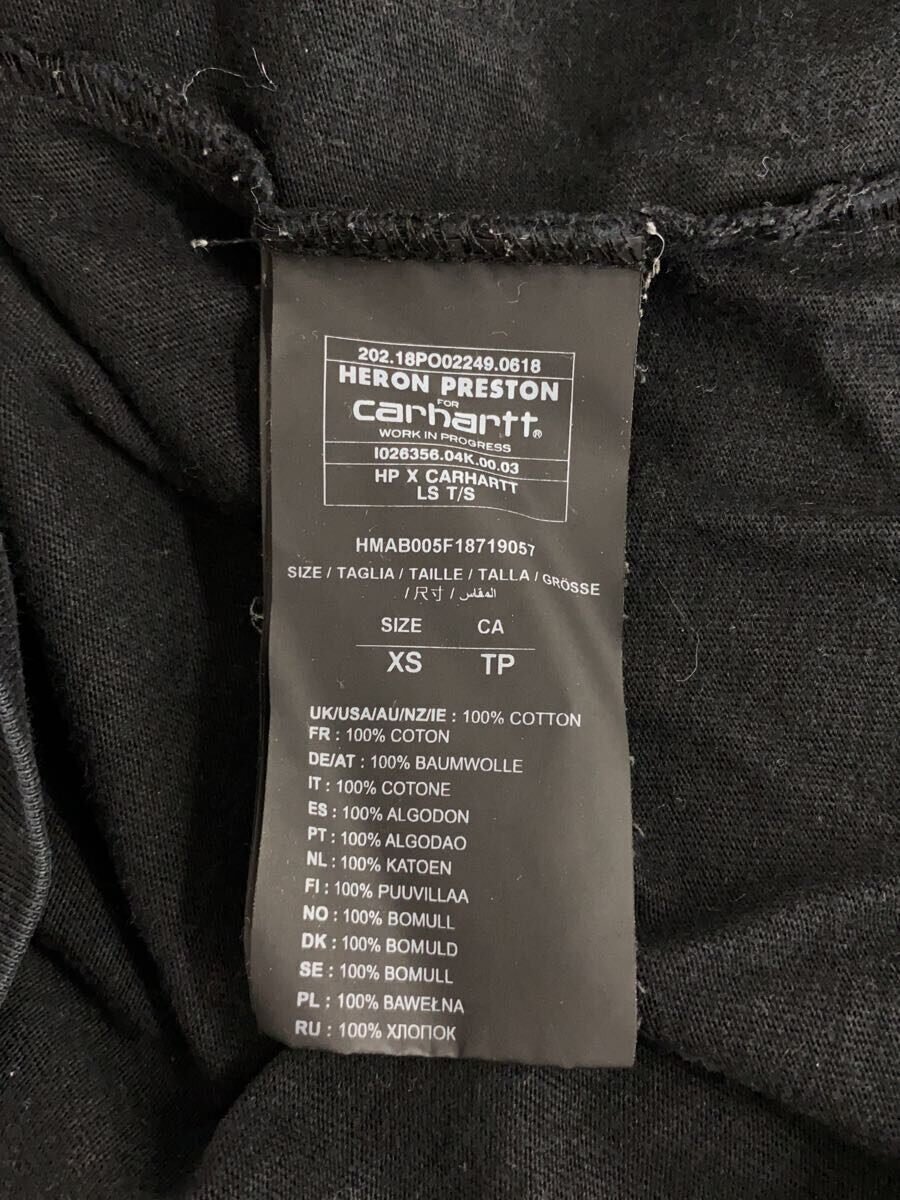 202.18PO02249.0618
HERON PRESTON
FOR
carhartt®
WORK IN PROGRESS
I026356.04K.00.03
HP X CARHARTT
LS T/S
HMAB005F18719057
SIZE / TAGLIA / TAILLE / TALLA / GRÖSSE
/ 尺寸 / المقاس
SIZE CA
XS TP
UK/USA/AU/NZ/IE : 100% COTTON
FR : 100% COTON
DE/AT : 100% BAUMWOLLE
IT : 100% COTONE
ES : 100% ALGODON
PT : 100% ALGODAO
NL : 100% KATOEN
FI : 100% PUUVILLAA
NO : 100% BOMULL
DK : 100% BOMULD
SE : 100% BOMULL
PL : 100% BAWEŁNA
RU : 100% ХЛОПОК